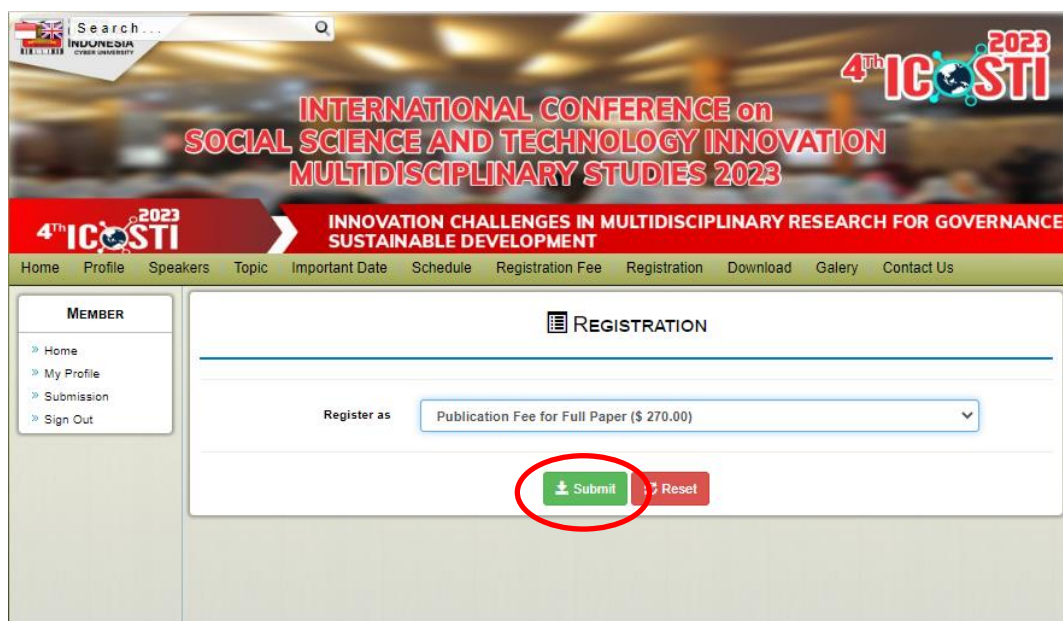 Search...
INDONESIA
CYBER UNIVERSITY
4Th ICOSTI 2023
INTERNATIONAL CONFERENCE on
SOCIAL SCIENCE AND TECHNOLOGY INNOVATION
MULTIDISCIPLINARY STUDIES 2023
4Th ICOSTI 2023
INNOVATION CHALLENGES IN MULTIDISCIPLINARY RESEARCH FOR GOVERNANCE
SUSTAINABLE DEVELOPMENT
Home Profile Speakers Topic Important Date Schedule Registration Fee Registration Download Galery Contact Us
MEMBER
» Home
» My Profile
» Submission
» Sign Out
REGISTRATION
Register as Publication Fee for Full Paper ($ 270.00)
Submit Reset